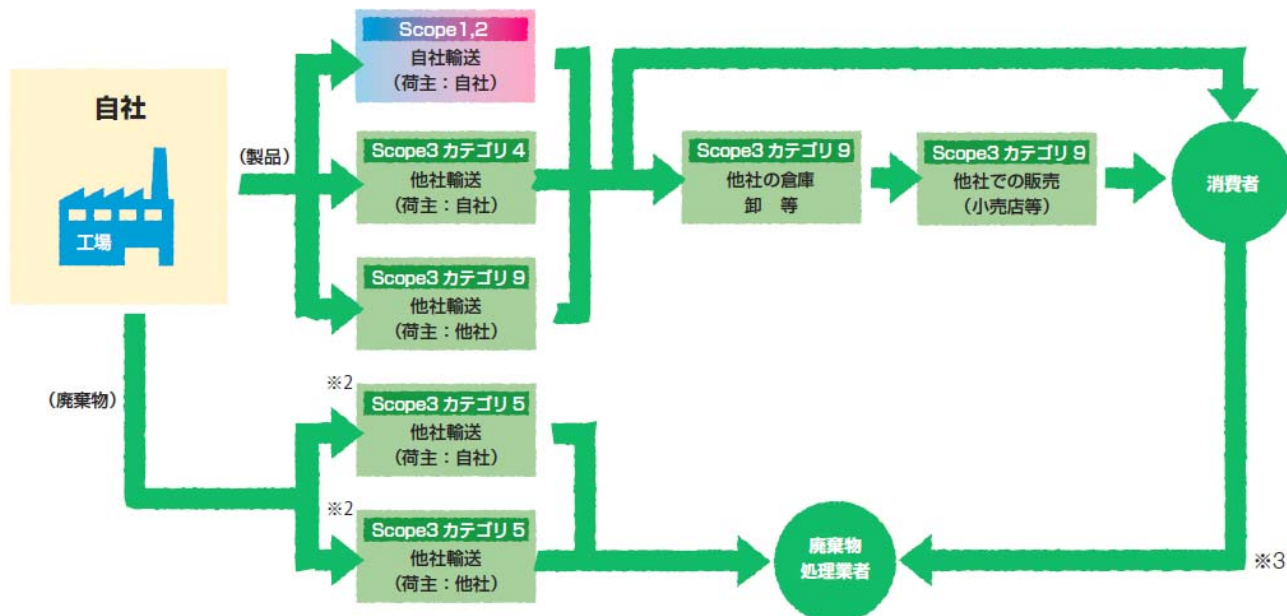 自社
工場
(製品)
Scope1,2
自社輸送
(荷主：自社)
Scope3 カテゴリ 4
他社輸送
(荷主：自社)
Scope3 カテゴリ 9
他社輸送
(荷主：他社)
Scope3 カテゴリ 9
他社の倉庫
卸　等
Scope3 カテゴリ 9
他社での販売
(小売店等)
消費者
(廃棄物)
※2
Scope3 カテゴリ 5
他社輸送
(荷主：自社)
※2
Scope3 カテゴリ 5
他社輸送
(荷主：他社)
廃棄物
処理業者
※3